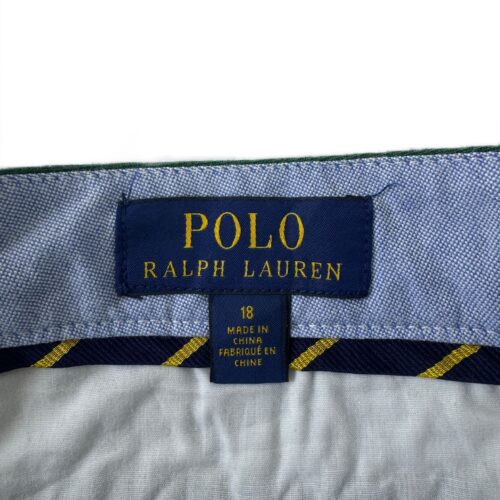 POLO
RALPH LAUREN
18
MADE IN
CHINA
FABRIQUÉ EN
CHINE